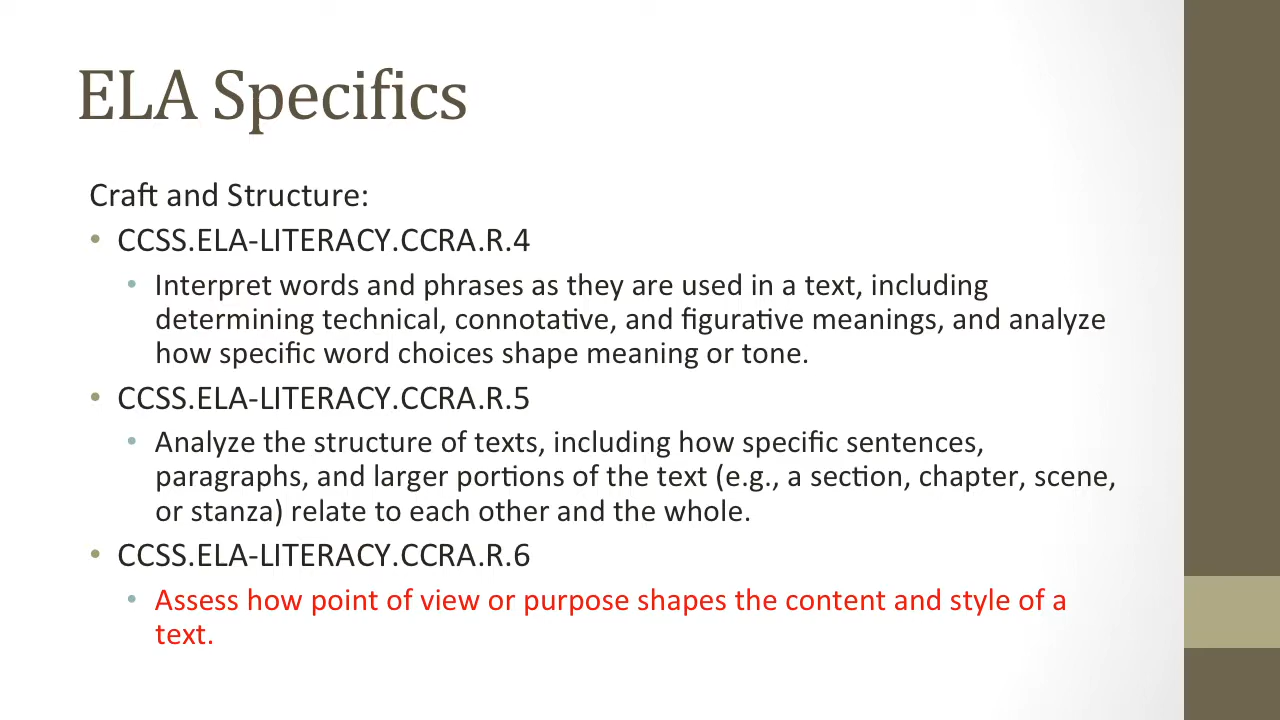 ELA Specifics
Craft and Structure:
• CCSS.ELA-LITERACY.CCRA.R.4
• Interpret words and phrases as they are used in a text, including
determining technical, connotative, and figurative meanings, and analyze
how specific word choices shape meaning or tone.
• CCSS.ELA-LITERACY.CCRA.R.5
• Analyze the structure of texts, including how specific sentences,
paragraphs, and larger portions of the text (e.g., a section, chapter, scene,
or stanza) relate to each other and the whole.
• CCSS.ELA-LITERACY.CCRA.R.6
• Assess how point of view or purpose shapes the content and style of a
text.